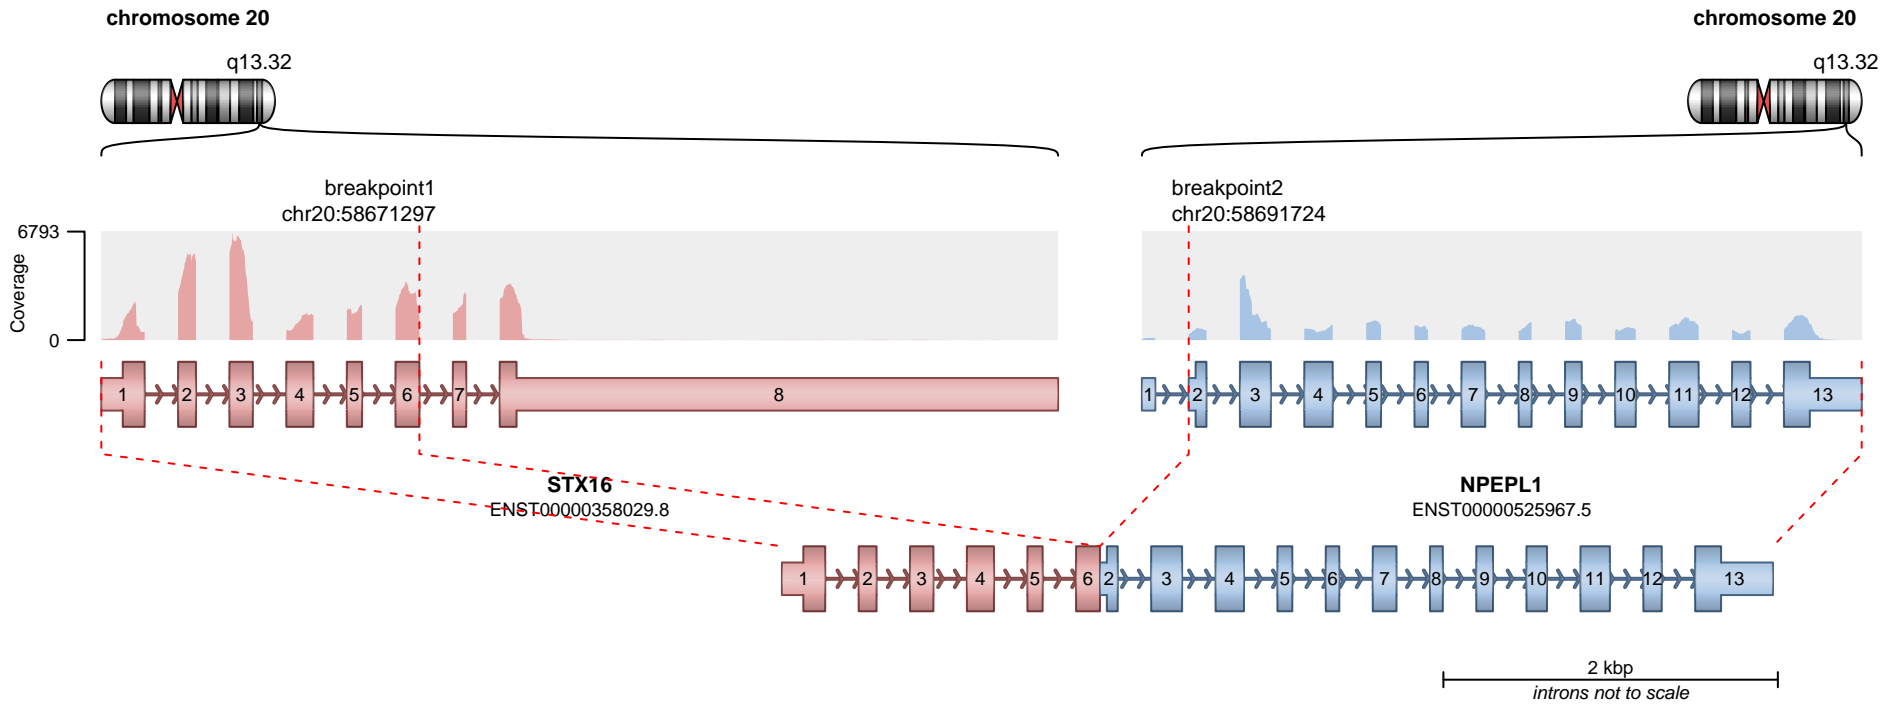 chromosome 20
chromosome 20
q13.32
q13.32
breakpoint1
chr20:58671297
breakpoint2
chr20:58691724
6793
Coverage
0
1 2 3 4 5 6 7 8
1 2 3 4 5 6 7 8 9 10 11 12 13
STX16
ENST00000358029.8
NPEPL1
ENST00000525967.5
1 2 3 4 5 6 2 3 4 5 6 7 8 9 10 11 12 13
2 kbp
introns not to scale